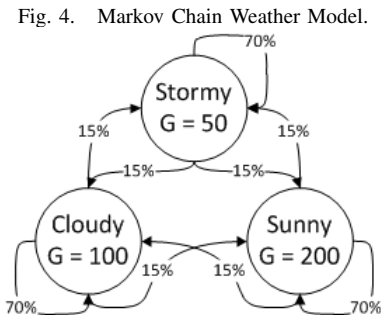 Fig. 4. Markov Chain Weather Model.
70%
Stormy
G = 50
15%
15%
15%
15%
Cloudy
G = 100
Sunny
G = 200
15%
15%
70%
70%